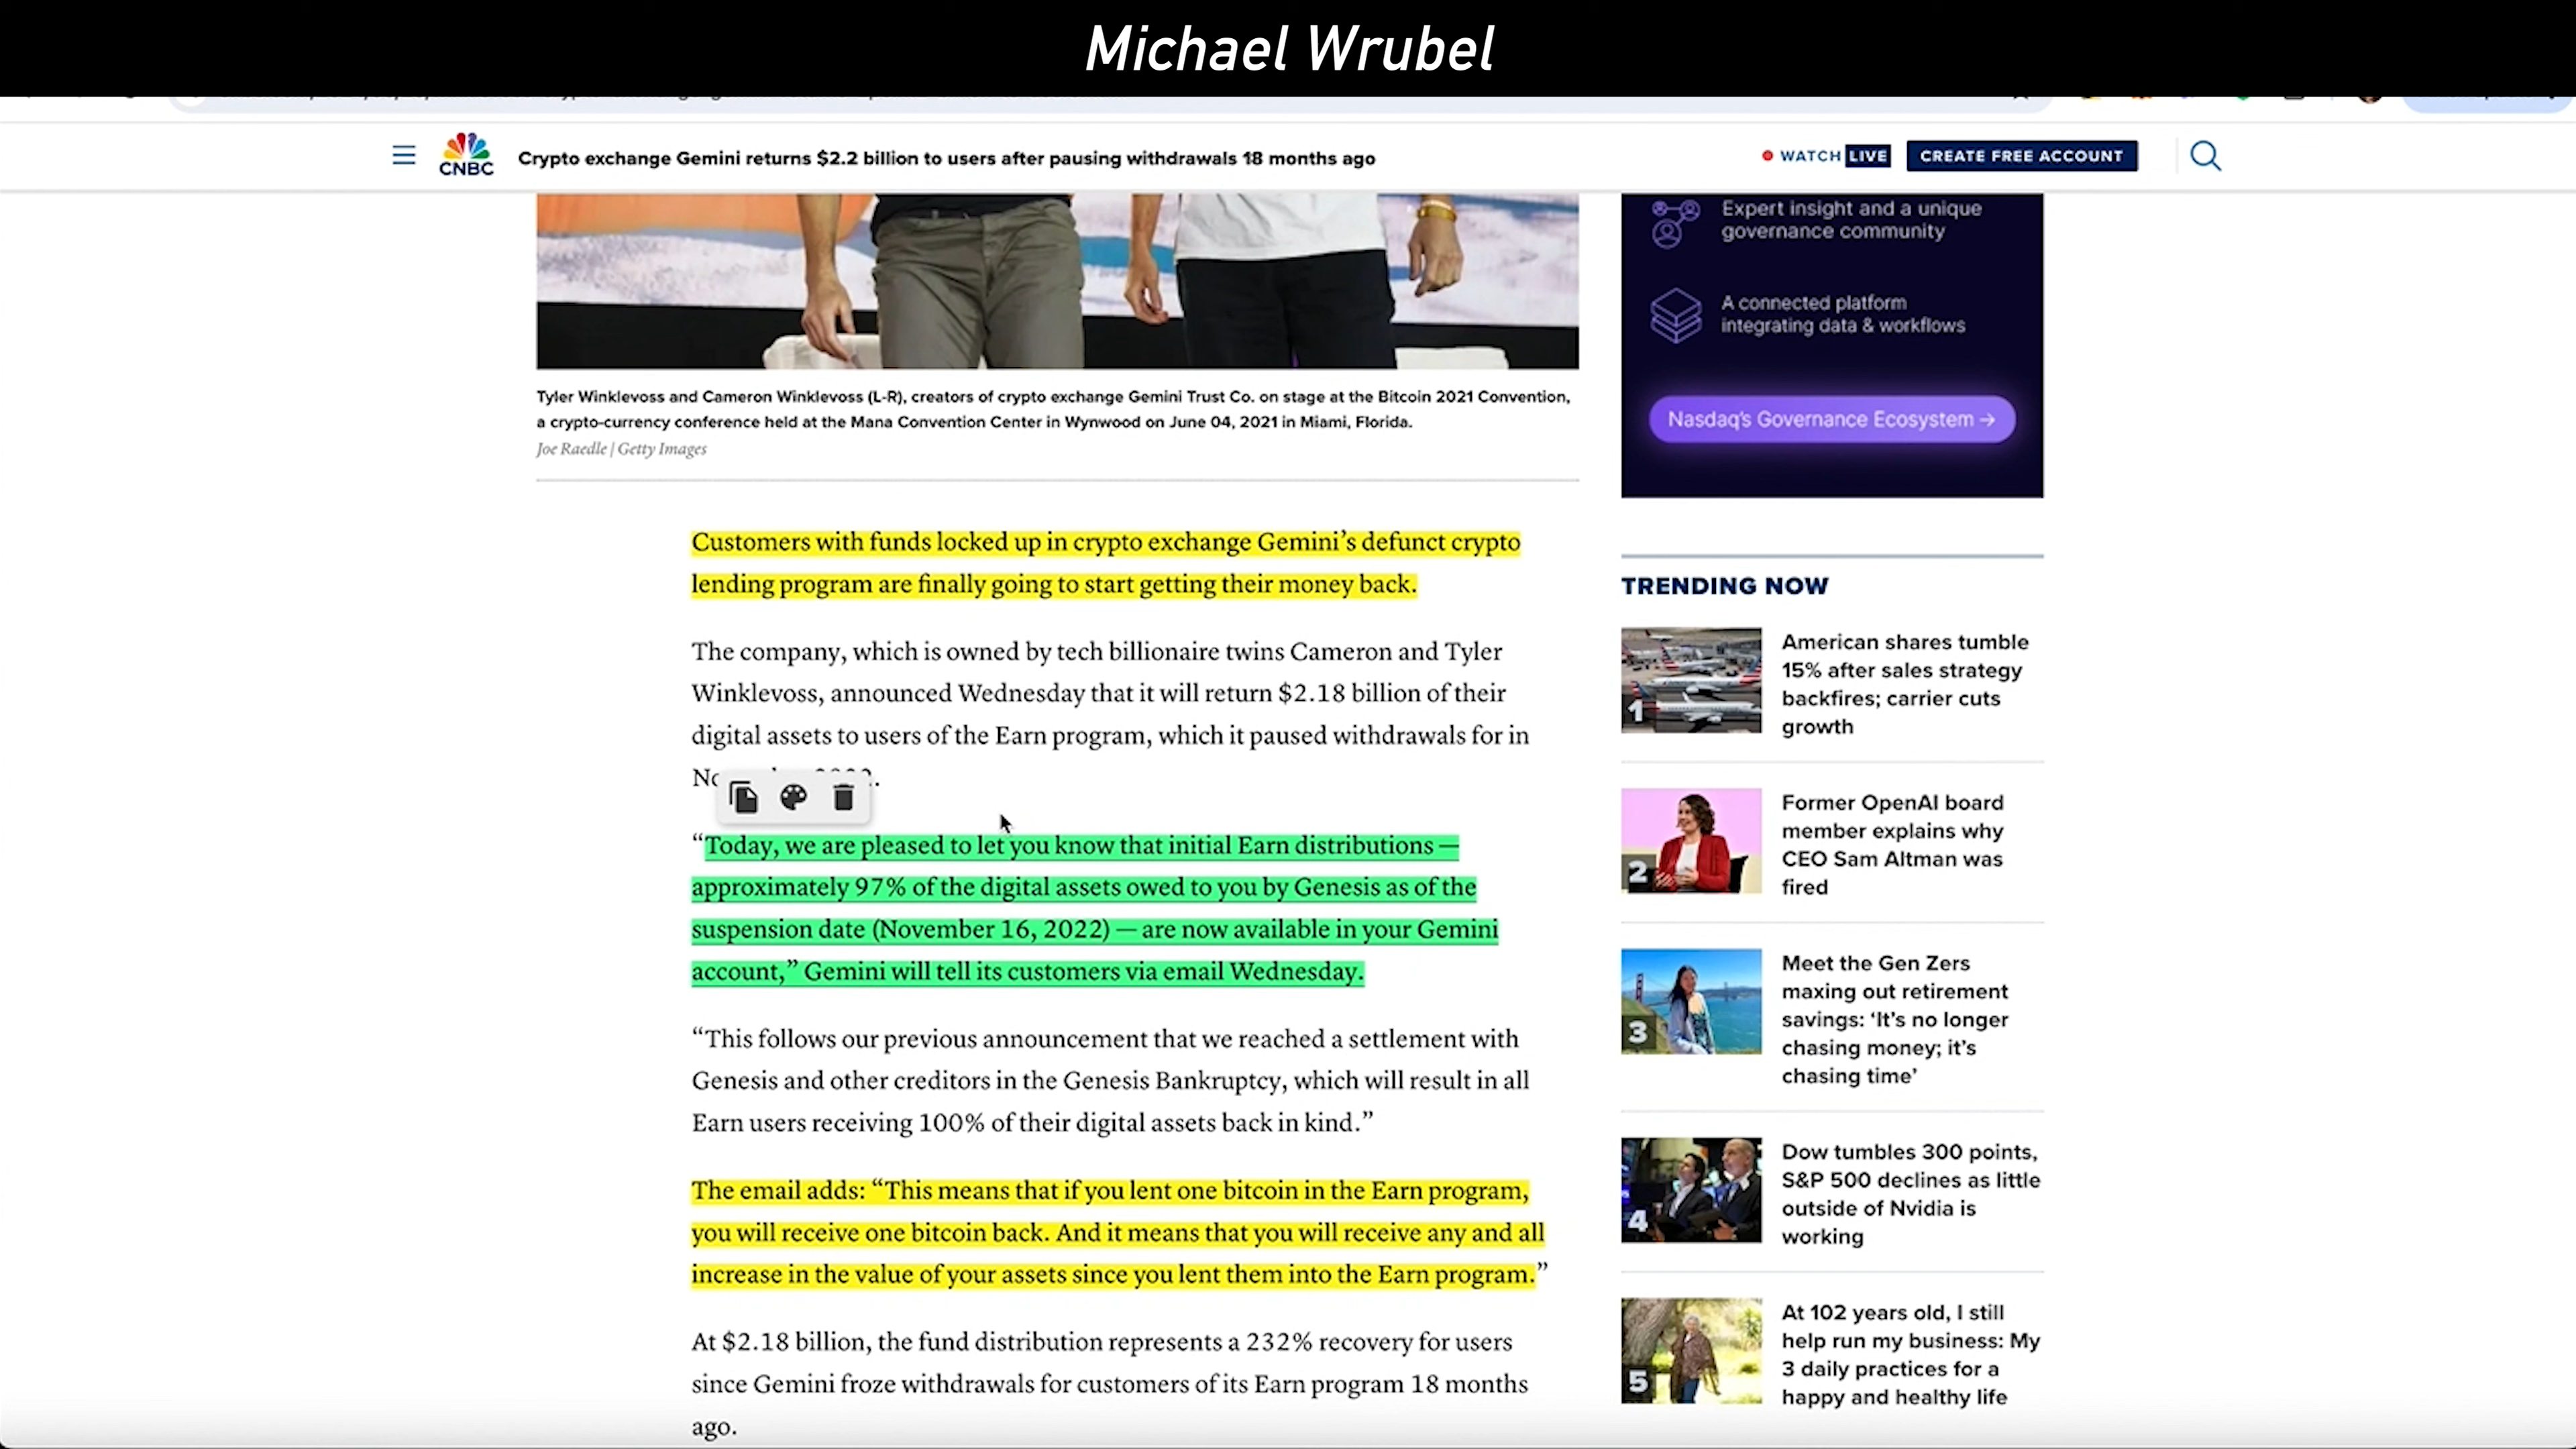 Michael Wrubel
CNBC
Crypto exchange Gemini returns $2.2 billion to users after pausing withdrawals 18 months ago
WATCH LIVE
CREATE FREE ACCOUNT
Tyler Winklevoss and Cameron Winklevoss (L-R), creators of crypto exchange Gemini Trust Co. on stage at the Bitcoin 2021 Convention,
a crypto-currency conference held at the Mana Convention Center in Wynwood on June 04, 2021 in Miami, Florida.
Joe Raedle | Getty Images
Customers with funds locked up in crypto exchange Gemini’s defunct crypto
lending program are finally going to start getting their money back.
The company, which is owned by tech billionaire twins Cameron and Tyler
Winklevoss, announced Wednesday that it will return $2.18 billion of their
digital assets to users of the Earn program, which it paused withdrawals for in
“Today, we are pleased to let you know that initial Earn distributions —
approximately 97% of the digital assets owed to you by Genesis as of the
suspension date (November 16, 2022) — are now available in your Gemini
account,” Gemini will tell its customers via email Wednesday.
“This follows our previous announcement that we reached a settlement with
Genesis and other creditors in the Genesis Bankruptcy, which will result in all
Earn users receiving 100% of their digital assets back in kind.”
The email adds: “This means that if you lent one bitcoin in the Earn program,
you will receive one bitcoin back. And it means that you will receive any and all
increase in the value of your assets since you lent them into the Earn program.”
At $2.18 billion, the fund distribution represents a 232% recovery for users
since Gemini froze withdrawals for customers of its Earn program 18 months
ago.
Expert insight and a unique
governance community
A connected platform
integrating data & workflows
Nasdaq's Governance Ecosystem →
TRENDING NOW
1
American shares tumble
15% after sales strategy
backfires; carrier cuts
growth
2
Former OpenAI board
member explains why
CEO Sam Altman was
fired
3
Meet the Gen Zers
maxing out retirement
savings: ‘It’s no longer
chasing money; it’s
chasing time’
4
Dow tumbles 300 points,
S&P 500 declines as little
outside of Nvidia is
working
5
At 102 years old, I still
help run my business: My
3 daily practices for a
happy and healthy life